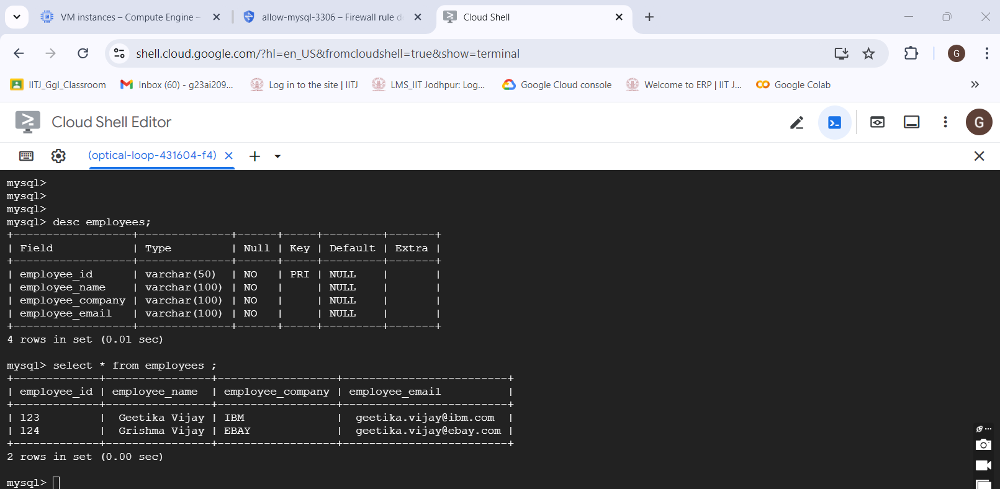 VM instances – Compute Engine –
allow-mysql-3306 – Firewall rule d
Cloud Shell
shell.cloud.google.com/?hl=en_US&fromcloudshell=true&show=terminal
G
IITJ_Ggl_Classroom
Inbox (60) - g23ai209...
Log in to the site | IITJ
LMS_IIT Jodhpur: Log...
Google Cloud console
Welcome to ERP | IIT J...
Google Colab
Cloud Shell Editor
G
(optical-loop-431604-f4)
mysql>
mysql>
mysql>
mysql> desc employees;
+------------------+--------------+------+-----+---------+-------+
| Field            | Type         | Null | Key | Default | Extra |
+------------------+--------------+------+-----+---------+-------+
| employee_id      | varchar(50)  | NO   | PRI | NULL    |       |
| employee_name    | varchar(100) | NO   |     | NULL    |       |
| employee_company | varchar(100) | NO   |     | NULL    |       |
| employee_email   | varchar(100) | NO   |     | NULL    |       |
+------------------+--------------+------+-----+---------+-------+
4 rows in set (0.01 sec)
mysql> select * from employees ;
+-------------+----------------+------------------+-------------------------+
| employee_id | employee_name  | employee_company | employee_email          |
+-------------+----------------+------------------+-------------------------+
| 123         |  Geetika Vijay | IBM              |  geetika.vijay@ibm.com  |
| 124         |  Grishma Vijay | EBAY             |  geetika.vijay@ebay.com |
+-------------+----------------+------------------+-------------------------+
2 rows in set (0.00 sec)
mysql>